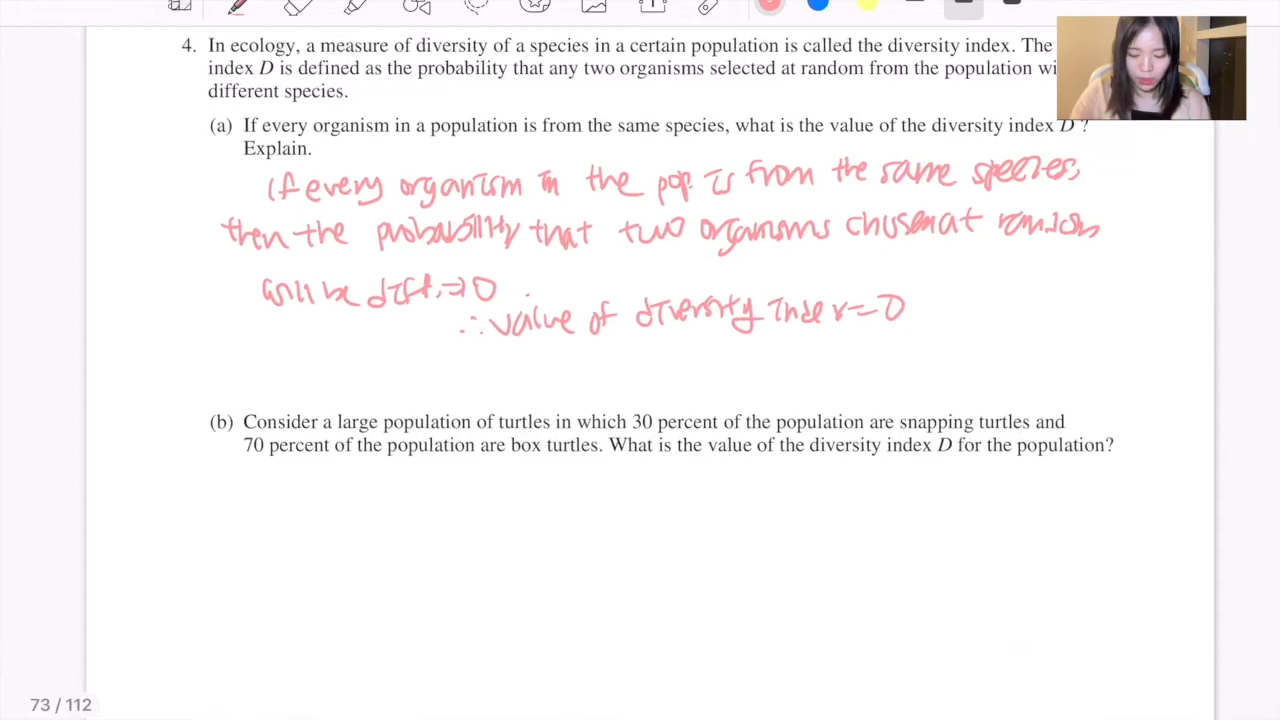 4. In ecology, a measure of diversity of a species in a certain population is called the diversity index. The
index D is defined as the probability that any two organisms selected at random from the population wi
different species.
(a) If every organism in a population is from the same species, what is the value of the diversity index D ?
Explain.
If every organism in the pop. is from the same species,
then the probability that two organisms chosen at random
will be diff. ⇒ 0
∴ value of diversity index = 0
(b) Consider a large population of turtles in which 30 percent of the population are snapping turtles and
70 percent of the population are box turtles. What is the value of the diversity index D for the population?
73 / 112